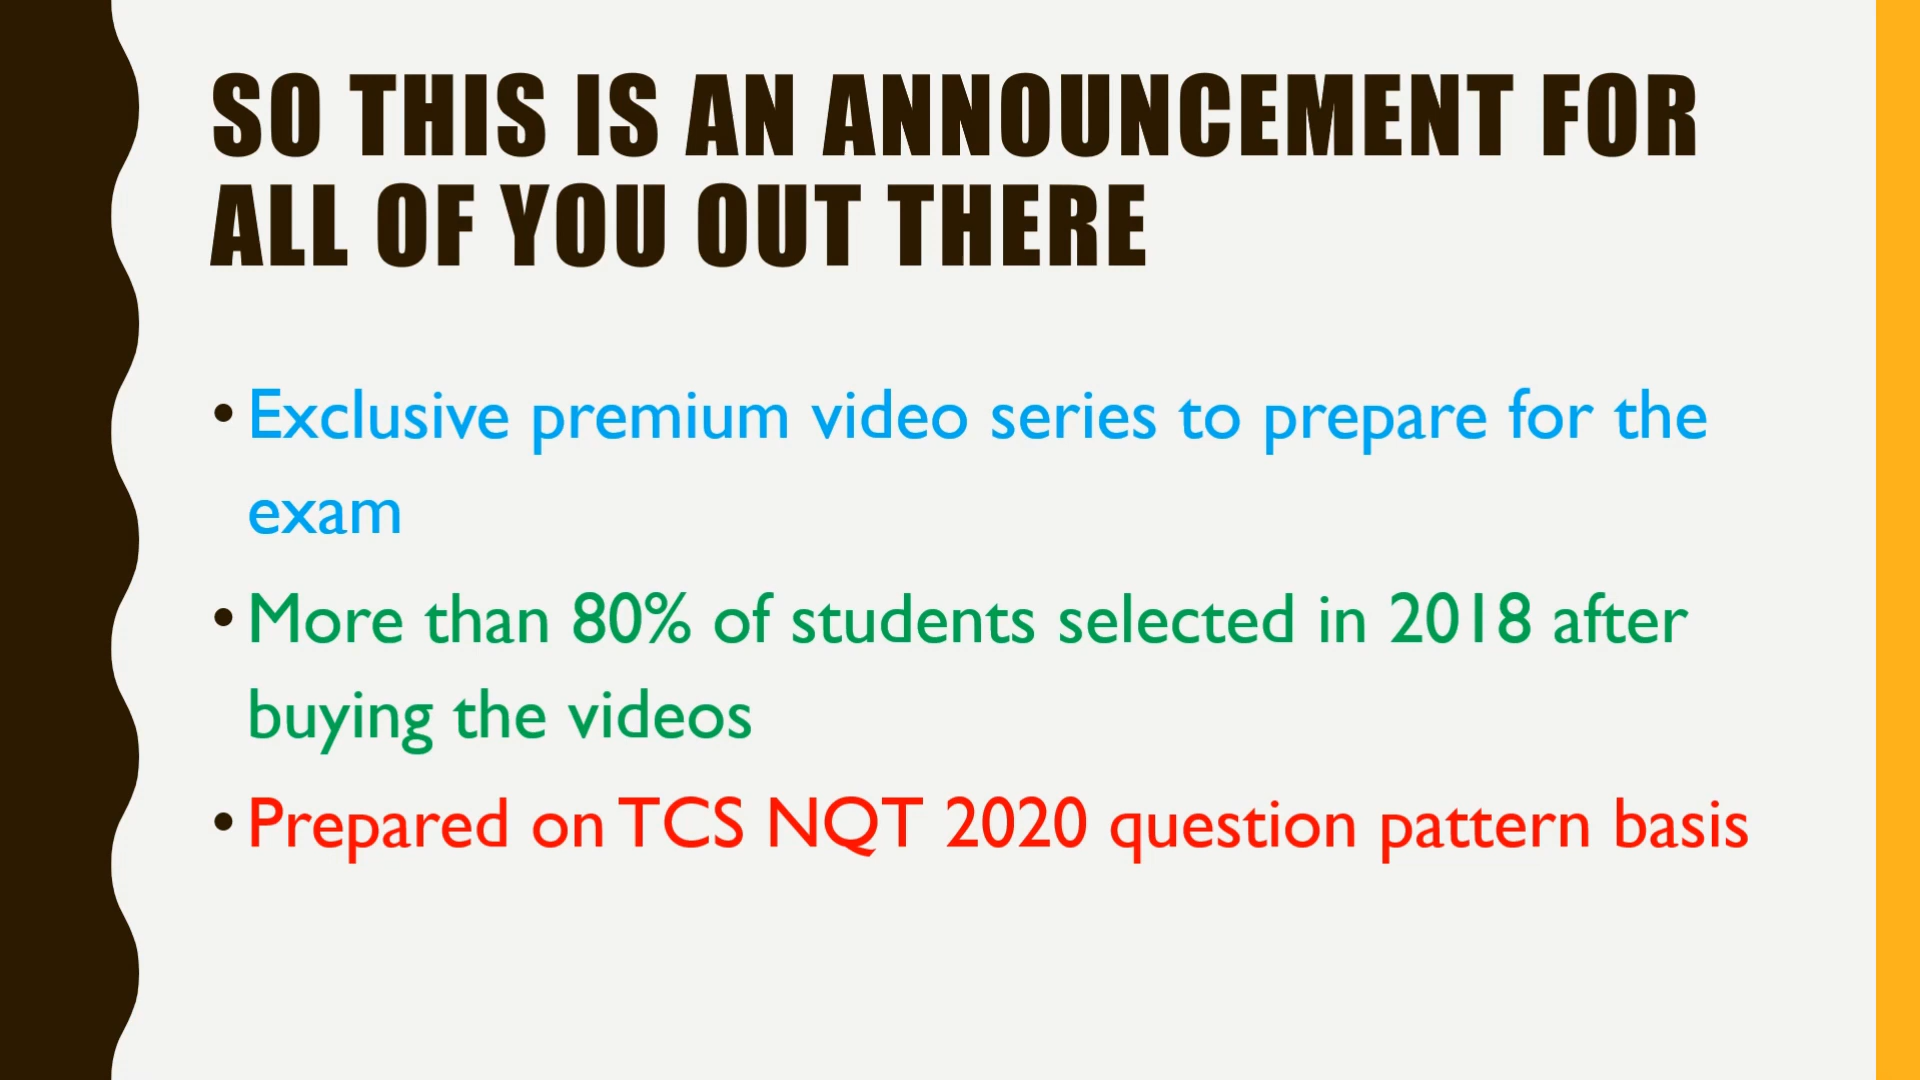 SO THIS IS AN ANNOUNCEMENT FOR
ALL OF YOU OUT THERE
• Exclusive premium video series to prepare for the
exam
• More than 80% of students selected in 2018 after
buying the videos
• Prepared on TCS NQT 2020 question pattern basis